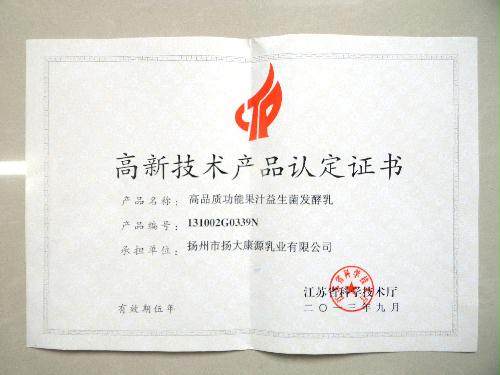 高新技术产品认定证书
产品名称：高品质功能果汁益生菌发酵乳
产品编号：131002G0339N
承担单位：扬州市扬大康源乳业有限公司
江苏省科学技术厅
有效期伍年
二〇一三年九月